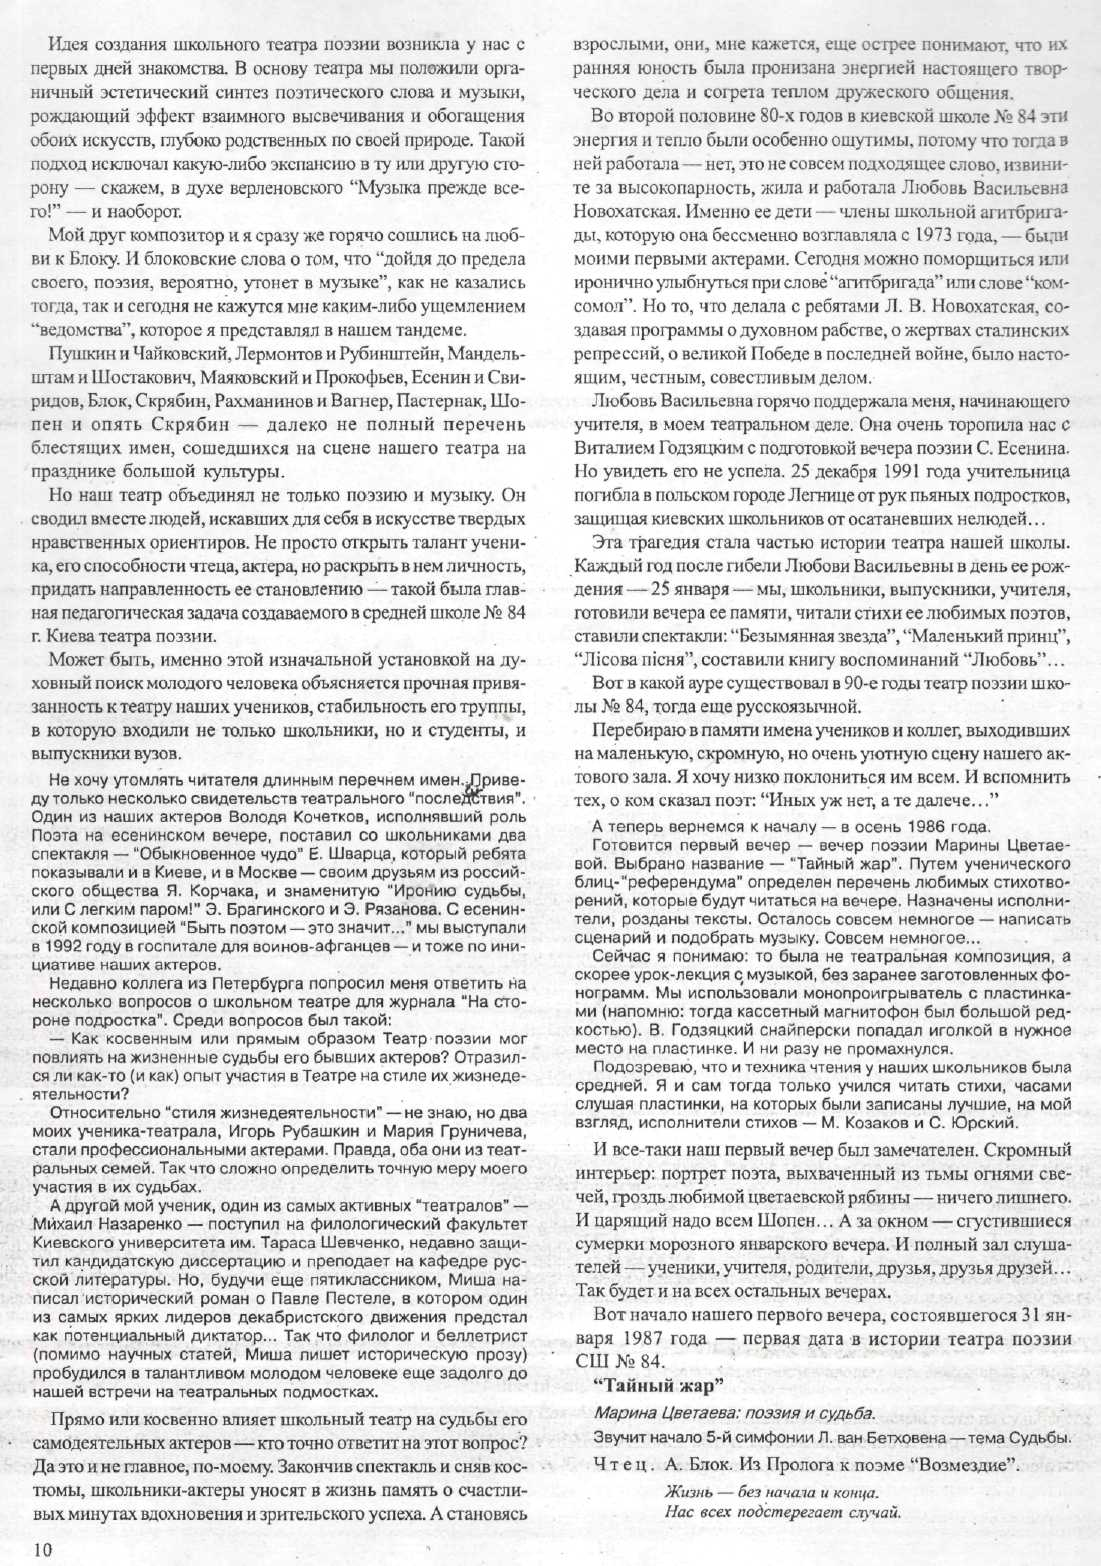 Идея создания школьного театра поэзии возникла у нас с
первых дней знакомства. В основу театра мы положили орга-
ничный эстетический синтез поэтического слова и музыки,
рождающий эффект взаимного высвечивания и обогащения
обоих искусств, глубоко родственных по своей природе. Такой
подход исключал какую-либо экспансию в ту или другую сто-
рону — скажем, в духе верленовского “Музыка прежде все-
го!” — и наоборот.
Мой друг композитор и я сразу же горячо сошлись на люб-
ви к Блоку. И блоковские слова о том, что “дойдя до предела
своего, поэзия, вероятно, утонет в музыке”, как не казались
тогда, так и сегодня не кажутся мне каким-либо ущемлением
“ведомства”, которое я представлял в нашем тандеме.
Пушкин и Чайковский, Лермонтов и Рубинштейн, Мандель-
штам и Шостакович, Маяковский и Прокофьев, Есенин и Сви-
ридов, Блок, Скрябин, Рахманинов и Вагнер, Пастернак, Шо-
пен и опять Скрябин — далеко не полный перечень
блестящих имен, сошедшихся на сцене нашего театра на
празднике большой культуры.
Но наш театр объединял не только поэзию и музыку. Он
сводил вместе людей, искавших для себя в искусстве твердых
нравственных ориентиров. Не просто открыть талант учени-
ка, его способности чтеца, актера, но раскрыть в нем личность,
придать направленность ее становлению — такой была глав-
ная педагогическая задача создаваемого в средней школе № 84
г. Киева театра поэзии.
Может быть, именно этой изначальной установкой на ду-
ховный поиск молодого человека объясняется прочная привя-
занность к театру наших учеников, стабильность его труппы,
в которую входили не только школьники, но и студенты, и
выпускники вузов.
Не хочу утомлять читателя длинным перечнем имен. Приве-
ду только несколько свидетельств театрального “последствия”.
Один из наших актеров Володя Кочетков, исполнявший роль
Поэта на есенинском вечере, поставил со школьниками два
спектакля — “Обыкновенное чудо” Е. Шварца, который ребята
показывали и в Киеве, и в Москве — своим друзьям из россий-
ского общества Я. Корчака, и знаменитую “Иронию судьбы,
или С легким паром!” Э. Брагинского и Э. Рязанова. С есенин-
ской композицией “Быть поэтом — это значит...” мы выступали
в 1992 году в госпитале для воинов-афганцев — и тоже по ини-
циативе наших актеров.
Недавно коллега из Петербурга попросил меня ответить на
несколько вопросов о школьном театре для журнала “На сто-
роне подростка”. Среди вопросов был такой:
— Как косвенным или прямым образом Театр поэзии мог
повлиять на жизненные судьбы его бывших актеров? Отразил-
ся ли как-то (и как) опыт участия в Театре на стиле их жизнеде-
ятельности?
Относительно “стиля жизнедеятельности” — не знаю, но два
моих ученика-театрала, Игорь Рубашкин и Мария Груничева,
стали профессиональными актерами. Правда, оба они из теат-
ральных семей. Так что сложно определить точную меру моего
участия в их судьбах.
А другой мой ученик, один из самых активных “театралов” —
Михаил Назаренко — поступил на филологический факультет
Киевского университета им. Тараса Шевченко, недавно защи-
тил кандидатскую диссертацию и преподает на кафедре рус-
ской литературы. Но, будучи еще пятиклассником, Миша на-
писал исторический роман о Павле Пестеле, в котором один
из самых ярких лидеров декабристского движения предстал
как потенциальный диктатор... Так что филолог и беллетрист
(помимо научных статей, Миша пишет историческую прозу)
пробудился в талантливом молодом человеке еще задолго до
нашей встречи на театральных подмостках.
Прямо или косвенно влияет школьный театр на судьбы его
самодеятельных актеров — кто точно ответит на этот вопрос?
Да это и не главное, по-моему. Закончив спектакль и сняв кос-
тюмы, школьники-актеры уносят в жизнь память о счастли-
вых минутах вдохновения и зрительского успеха. А становясь
10
взрослыми, они, мне кажется, еще острее понимают, что их
ранняя юность была пронизана энергией настоящего твор-
ческого дела и согрета теплом дружеского общения.
Во второй половине 80-х годов в киевской школе № 84 эти
энергия и тепло были особенно ощутимы, потому что тогда в
ней работала — нет, это не совсем подходящее слово, извини-
те за высокопарность, жила и работала Любовь Васильевна
Новохатская. Именно ее дети — члены школьной агитбрига-
ды, которую она бессменно возглавляла с 1973 года, — были
моими первыми актерами. Сегодня можно поморщиться или
иронично улыбнуться при слове “агитбригада” или слове “ком-
сомол”. Но то, что делала с ребятами Л. В. Новохатская, со-
здавая программы о духовном рабстве, о жертвах сталинских
репрессий, о великой Победе в последней войне, было насто-
ящим, честным, совестливым делом.
Любовь Васильевна горячо поддержала меня, начинающего
учителя, в моем театральном деле. Она очень торопила нас с
Виталием Годзяцким с подготовкой вечера поэзии С. Есенина.
Но увидеть его не успела. 25 декабря 1991 года учительница
погибла в польском городе Легнице от рук пьяных подростков,
защищая киевских школьников от осатаневших нелюдей...
Эта трагедия стала частью истории театра нашей школы.
Каждый год после гибели Любови Васильевны в день ее рож-
дения — 25 января — мы, школьники, выпускники, учителя,
готовили вечера ее памяти, читали стихи ее любимых поэтов,
ставили спектакли: “Безымянная звезда”, “Маленький принц”,
“Лісова пісня”, составили книгу воспоминаний “Любовь”...
Вот в какой ауре существовал в 90-е годы театр поэзии шко-
лы № 84, тогда еще русскоязычной.
Перебираю в памяти имена учеников и коллег, выходивших
на маленькую, скромную, но очень уютную сцену нашего ак-
тового зала. Я хочу низко поклониться им всем. И вспомнить
тех, о ком сказал поэт: “Иных уж нет, а те далече...”
А теперь вернемся к началу — в осень 1986 года.
Готовится первый вечер — вечер поэзии Марины Цветае-
вой. Выбрано название — “Тайный жар”. Путем ученического
блиц-“референдума” определен перечень любимых стихотво-
рений, которые будут читаться на вечере. Назначены исполни-
тели, розданы тексты. Осталось совсем немногое — написать
сценарий и подобрать музыку. Совсем немногое...
Сейчас я понимаю: то была не театральная композиция, а
скорее урок-лекция с музыкой, без заранее заготовленных фо-
нограмм. Мы использовали монопроигрыватель с пластинка-
ми (напомню: тогда кассетный магнитофон был большой ред-
костью). В. Годзяцкий снайперски попадал иголкой в нужное
место на пластинке. И ни разу не промахнулся.
Подозреваю, что и техника чтения у наших школьников была
средней. Я и сам тогда только учился читать стихи, часами
слушая пластинки, на которых были записаны лучшие, на мой
взгляд, исполнители стихов — М. Козаков и С. Юрский.
И все-таки наш первый вечер был замечателен. Скромный
интерьер: портрет поэта, выхваченный из тьмы огнями све-
чей, гроздь любимой цветаевской рябины — ничего лишнего.
И царящий надо всем Шопен... А за окном — сгустившиеся
сумерки морозного январского вечера. И полный зал слуша-
телей — ученики, учителя, родители, друзья, друзья друзей...
Так будет и на всех остальных вечерах.
Вот начало нашего первого вечера, состоявшегося 31 ян-
варя 1987 года — первая дата в истории театра поэзии
СШ № 84.
“Тайный жар”
Марина Цветаева: поэзия и судьба.
Звучит начало 5-й симфонии Л. ван Бетховена — тема Судьбы.
Чтец. А. Блок. Из Пролога к поэме “Возмездие”.
Жизнь — без начала и конца.
Нас всех подстерегает случай.